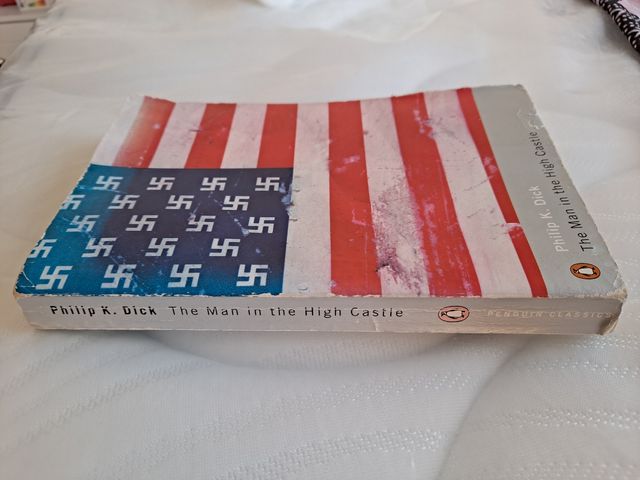 Philip K. Dick
The Man in the High Castle
Philip K. Dick The Man in the High Castle PENGUIN CLASSICS